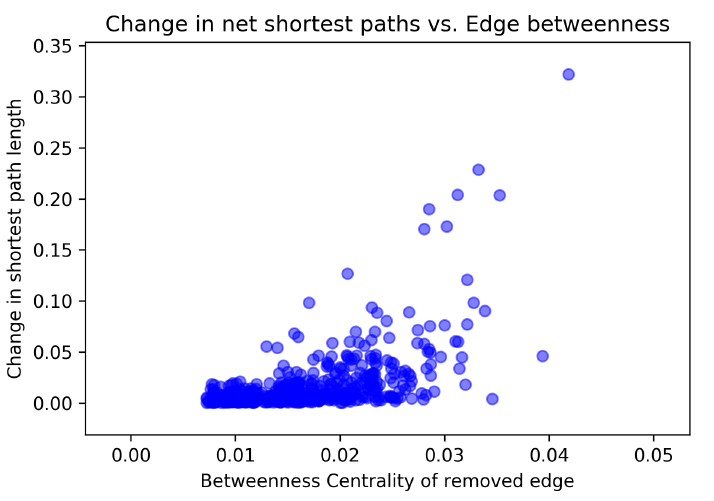 Change in net shortest paths vs. Edge betweenness
Change in shortest path length
0.35
0.30
0.25
0.20
0.15
0.10
0.05
0.00
0.00 0.01 0.02 0.03 0.04 0.05
Betweenness Centrality of removed edge